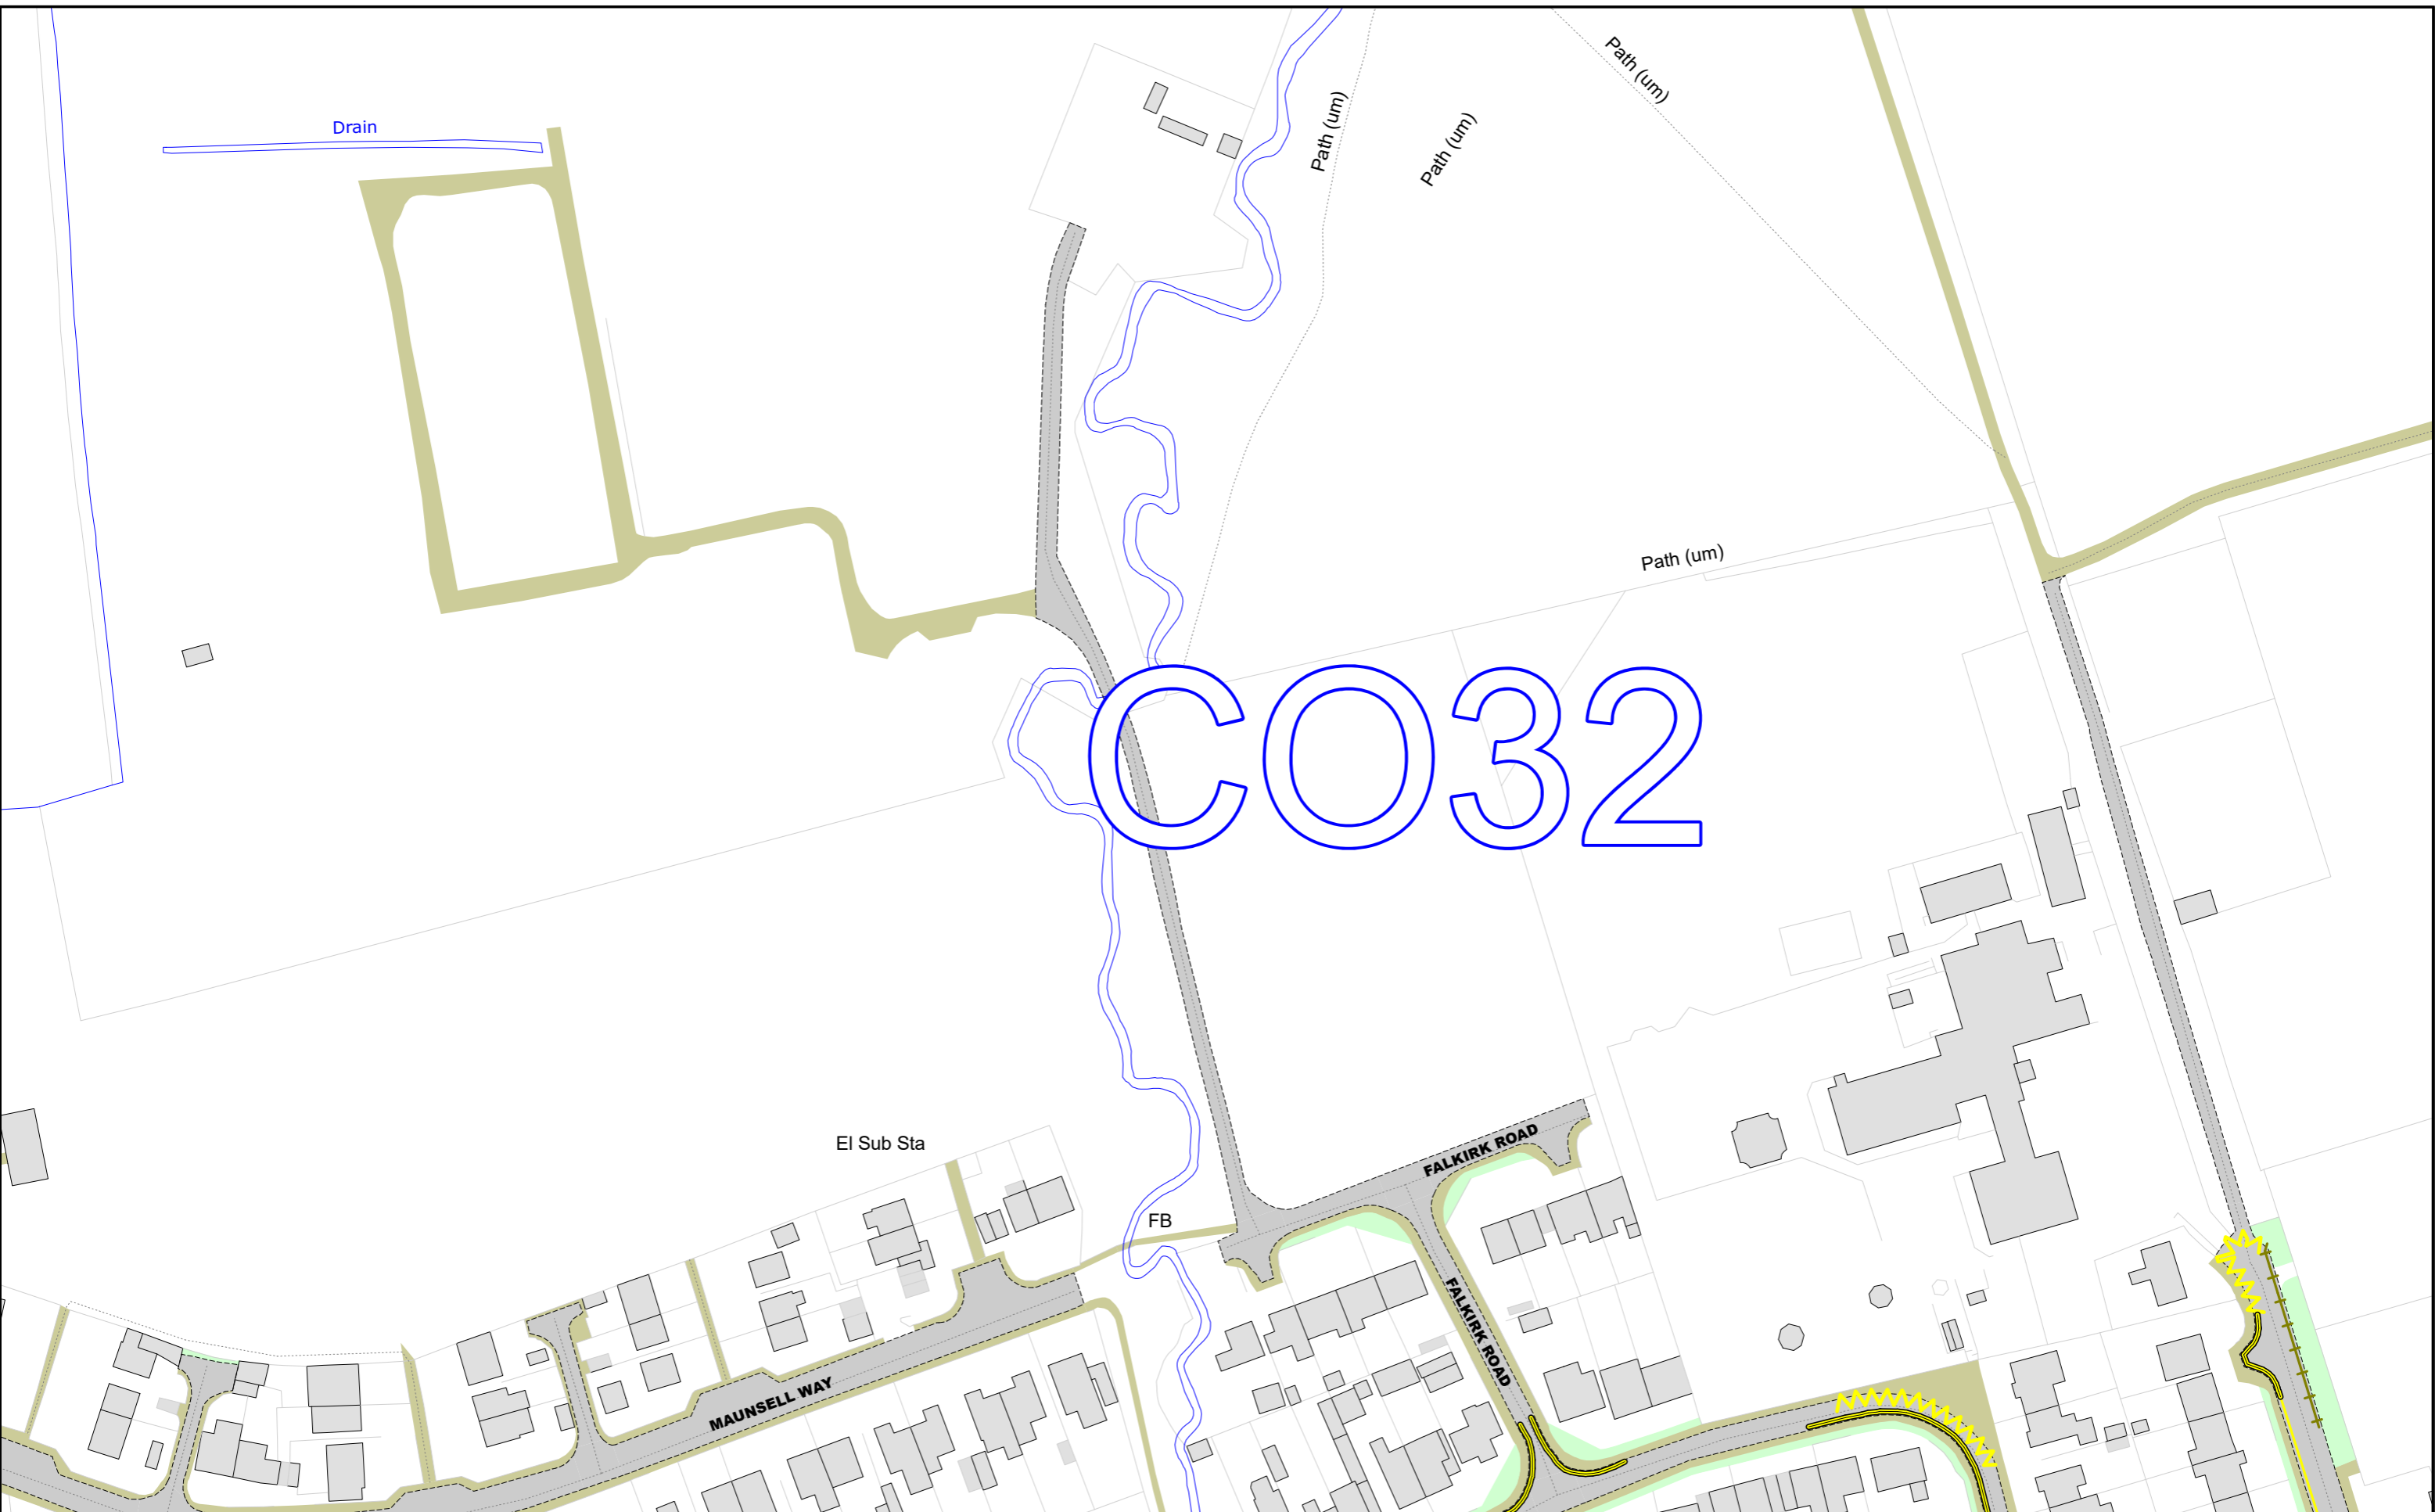 Path (um)
Drain
Path (um)
Path (um)
Path (um)
CO32
El Sub Sta
FALKIRK ROAD
FB
FALKIRK ROAD
MAUNSELL WAY